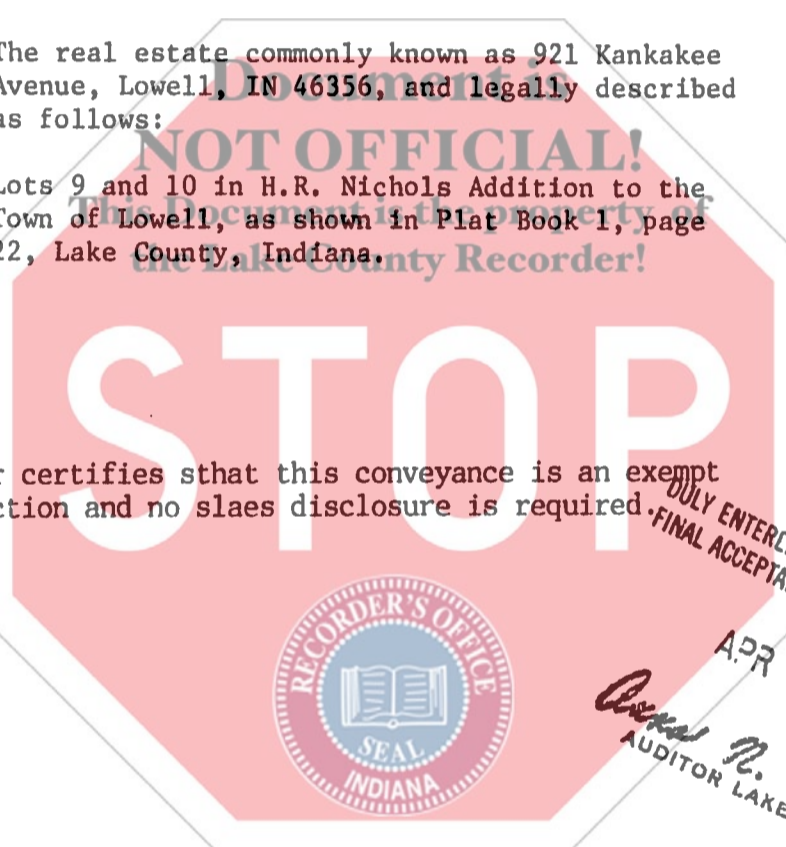 The real estate commonly known as 921 Kankakee
Avenue, Lowell, IN 46356, and legally described
as follows:
Document is
NOT OFFICIAL!
Lots 9 and 10 in H.R. Nichols Addition to the
Town of Lowell, as shown in Plat Book 1, page
22, Lake County, Indiana.
This Document is the property of
the Lake County Recorder!
STOP
r certifies sthat this conveyance is an exempt
ction and no slaes disclosure is required.
DULY ENTERE
FINAL ACCEPTA
APR
RECORDER'S OFFICE
SEAL
INDIANA
N.
AUDITOR LAKE